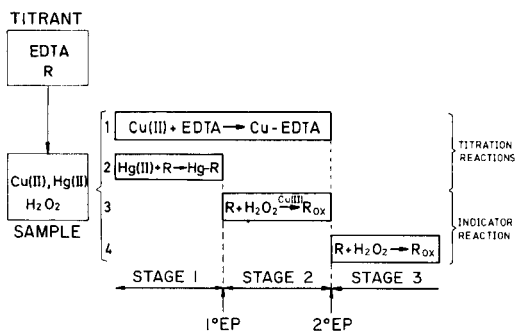 TITRANT
EDTA
R
1 Cu(II) + EDTA → Cu-EDTA
TITRATION
REACTIONS
2 Hg(II)+R→Hg-R
Cu(II), Hg(II)
H₂O₂
SAMPLE
3 R+H₂O₂ Cu(II)→ Rox
INDICATOR
REACTION
4 R+H₂O₂ → Rox
STAGE 1 STAGE 2 STAGE 3
1°EP 2°EP